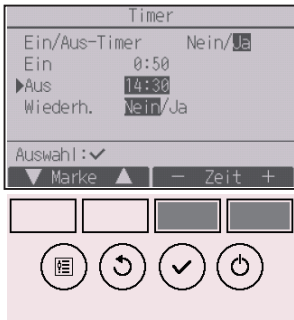 Timer
Ein/Aus-Timer Nein/Ja
Ein 0:50
▶Aus 14:30
Wiederh. Nein/Ja
Auswahl:✓
▼ Marke ▲ − Zeit +